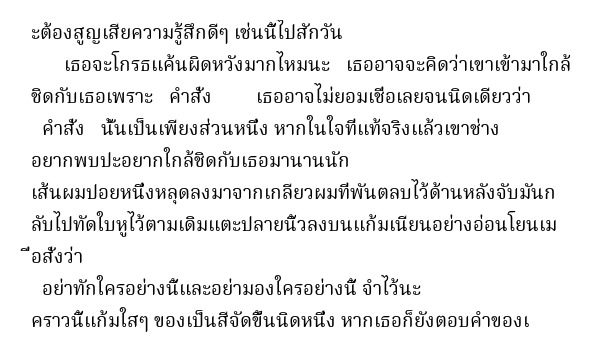 ะต้องสูญเสียความรู้สึกดีๆ เช่นนี้ไปสักวัน
เธอจะโกรธแค้นผิดหวังมากไหมนะ เธออาจจะคิดว่าเขาเข้ามาใกล้
ชิดกับเธอเพราะ คำสั่ง เธออาจไม่ยอมเชื่อเลยจนนิดเดียวว่า
คำสั่ง นั้นเป็นเพียงส่วนหนึ่ง หากในใจที่แท้จริงแล้วเขาช่าง
อยากพบปะอยากใกล้ชิดกับเธอมานานนัก
เส้นผมปอยหนึ่งหลุดลงมาจากเกลียวผมที่พันตลบไว้ด้านหลังจับมันก
ลับไปทัดใบหูไว้ตามเดิมแตะปลายนิ้วลงบนแก้มเนียนอย่างอ่อนโยนเม
ื่อสั่งว่า
อย่าทักใครอย่างนี้และอย่ามองใครอย่างนี้ จำไว้นะ
คราวนี้แก้มใสๆ ของเป็นสีจัดขึ้นนิดหนึ่ง หากเธอก็ยังตอบคำของเ